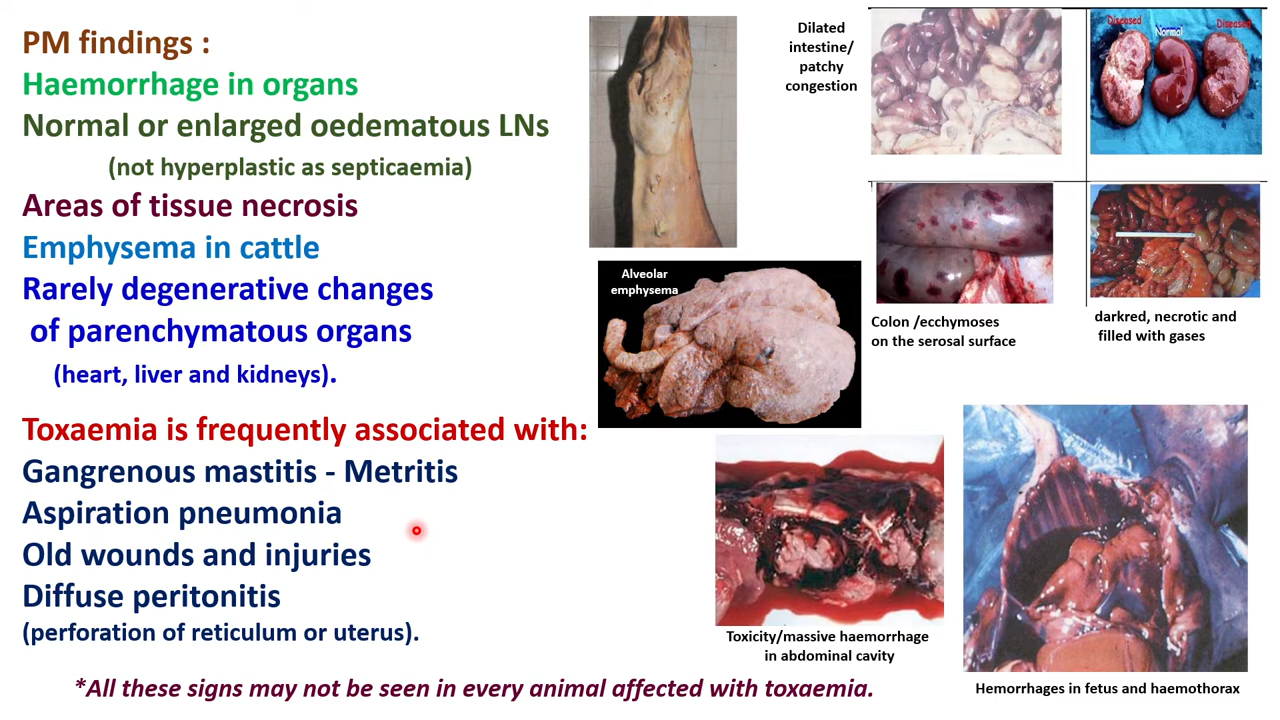 PM findings :
Haemorrhage in organs
Normal or enlarged oedematous LNs
(not hyperplastic as septicaemia)
Areas of tissue necrosis
Emphysema in cattle
Rarely degenerative changes
of parenchymatous organs
(heart, liver and kidneys).
Toxaemia is frequently associated with:
Gangrenous mastitis - Metritis
Aspiration pneumonia
Old wounds and injuries
Diffuse peritonitis
(perforation of reticulum or uterus).
*All these signs may not be seen in every animal affected with toxaemia.
Dilated
intestine/
patchy
congestion
Diseased
Normal
Diseased
Alveolar
emphysema
Colon /ecchymoses
on the serosal surface
darkred, necrotic and
filled with gases
Toxicity/massive haemorrhage
in abdominal cavity
Hemorrhages in fetus and haemothorax